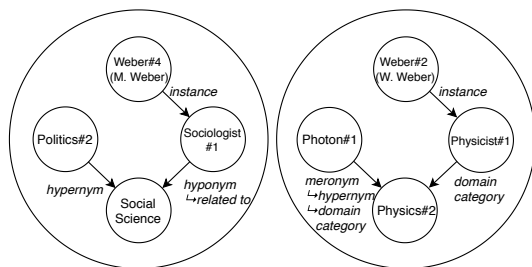 Weber#4
(M. Weber)
instance
Politics#2
Sociologist
#1
hypernym
hyponym
↳related to
Social
Science
Weber#2
(W. Weber)
instance
Photon#1
Physicist#1
meronym
↳hypernym
↳domain
category
domain
category
Physics#2